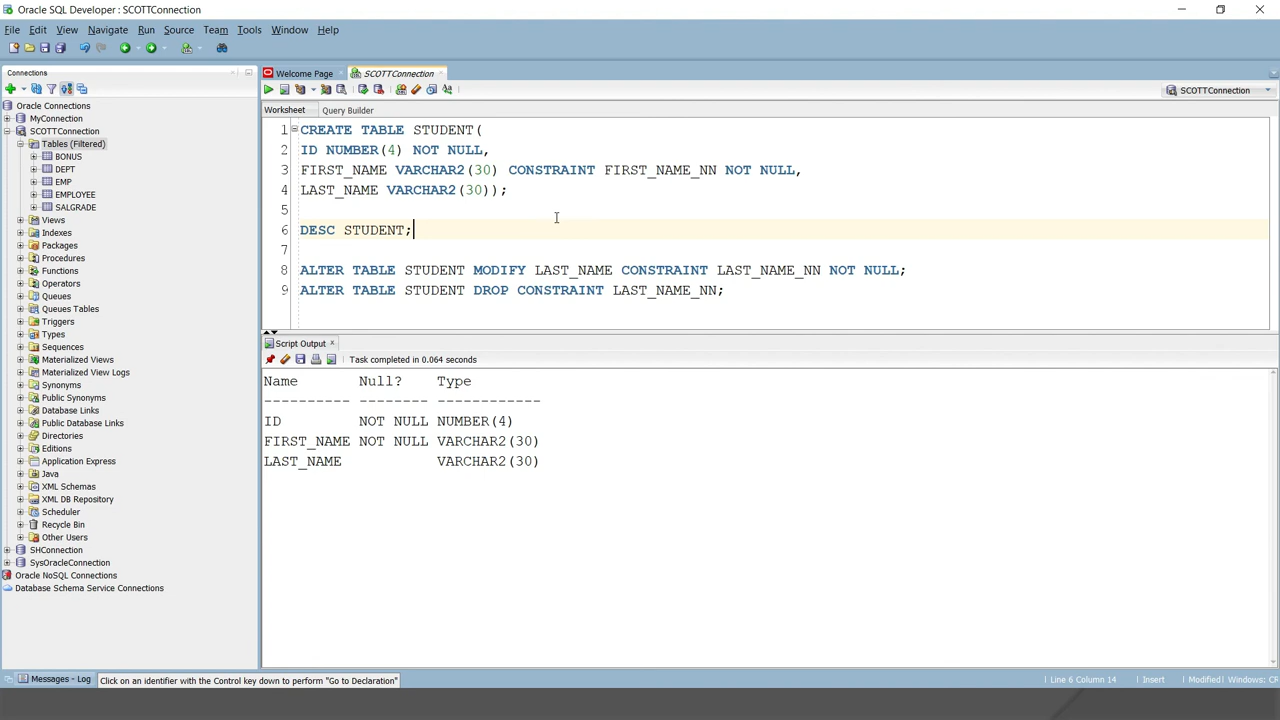 Oracle SQL Developer : SCOTTConnection
File Edit View Navigate Run Source Team Tools Window Help
Connections
Oracle Connections
MyConnection
SCOTTConnection
Tables (Filtered)
BONUS
DEPT
EMP
EMPLOYEE
SALGRADE
Views
Indexes
Packages
Procedures
Functions
Operators
Queues
Queues Tables
Triggers
Types
Sequences
Materialized Views
Materialized View Logs
Synonyms
Public Synonyms
Database Links
Public Database Links
Directories
Editions
Application Express
Java
XML Schemas
XML DB Repository
Scheduler
Recycle Bin
Other Users
SHConnection
SysOracleConnection
Oracle NoSQL Connections
Database Schema Service Connections
Welcome Page SCOTTConnection
SCOTTConnection
Worksheet Query Builder
1 CREATE TABLE STUDENT(
2 ID NUMBER(4) NOT NULL,
3 FIRST_NAME VARCHAR2(30) CONSTRAINT FIRST_NAME_NN NOT NULL,
4 LAST_NAME VARCHAR2(30));
5
6 DESC STUDENT;
7
8 ALTER TABLE STUDENT MODIFY LAST_NAME CONSTRAINT LAST_NAME_NN NOT NULL;
9 ALTER TABLE STUDENT DROP CONSTRAINT LAST_NAME_NN;
Script Output
Task completed in 0.064 seconds
Name Null? Type
---------- -------- ------------
ID NOT NULL NUMBER(4)
FIRST_NAME NOT NULL VARCHAR2(30)
LAST_NAME VARCHAR2(30)
Messages - Log Click on an identifier with the Control key down to perform "Go to Declaration" Line 6 Column 14 Insert Modified Windows: CR